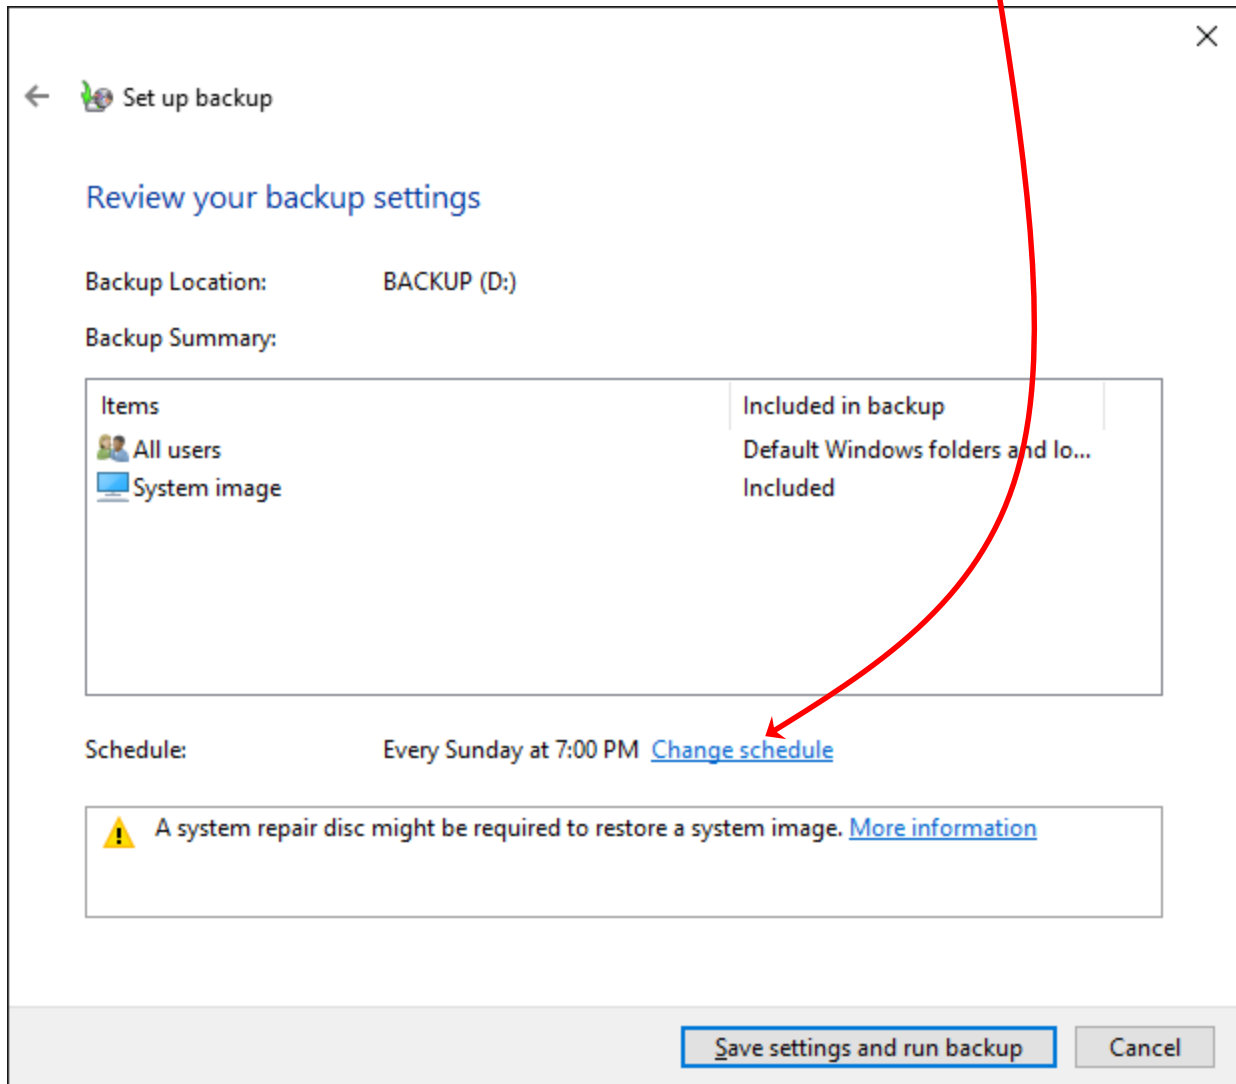 Set up backup
Review your backup settings
Backup Location: BACKUP (D:)
Backup Summary:
Items Included in backup
All users Default Windows folders and lo...
System image Included
Schedule: Every Sunday at 7:00 PM Change schedule
A system repair disc might be required to restore a system image. More information
Save settings and run backup Cancel